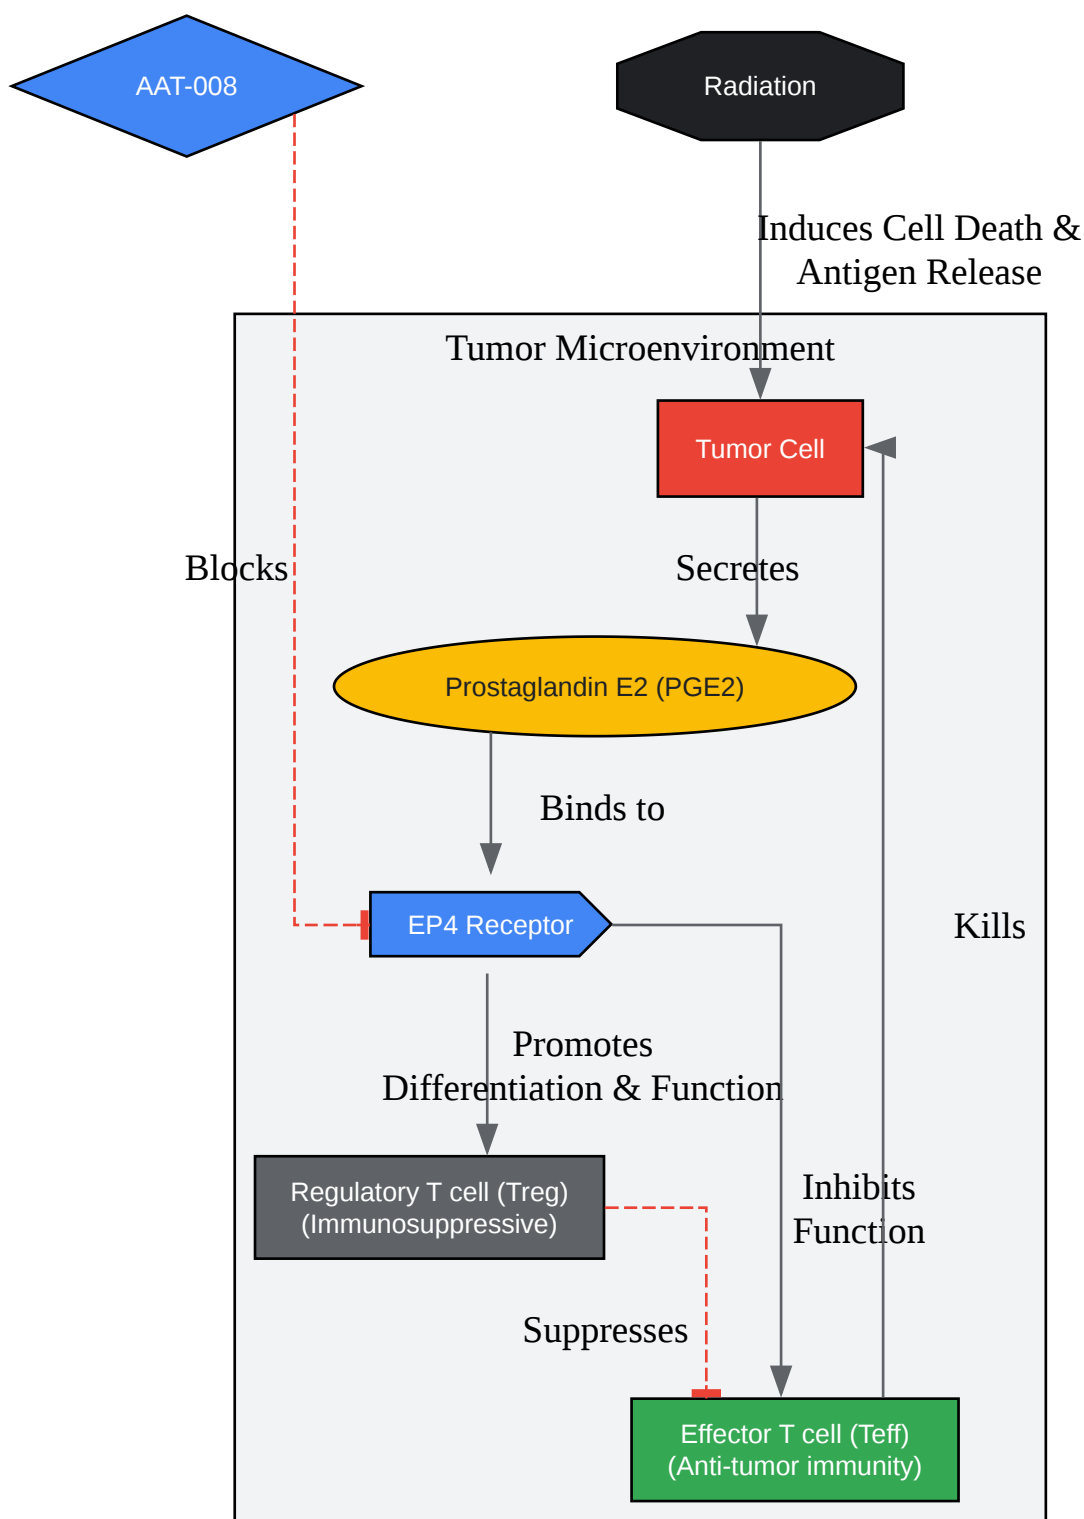 AAT-008
Radiation
Induces Cell Death &
Antigen Release
Tumor Microenvironment
Tumor Cell
Blocks
Secretes
Prostaglandin E2 (PGE2)
Binds to
EP4 Receptor
Kills
Promotes
Differentiation & Function
Regulatory T cell (Treg)
(Immunosuppressive)
Inhibits
Function
Suppresses
Effector T cell (Teff)
(Anti-tumor immunity)